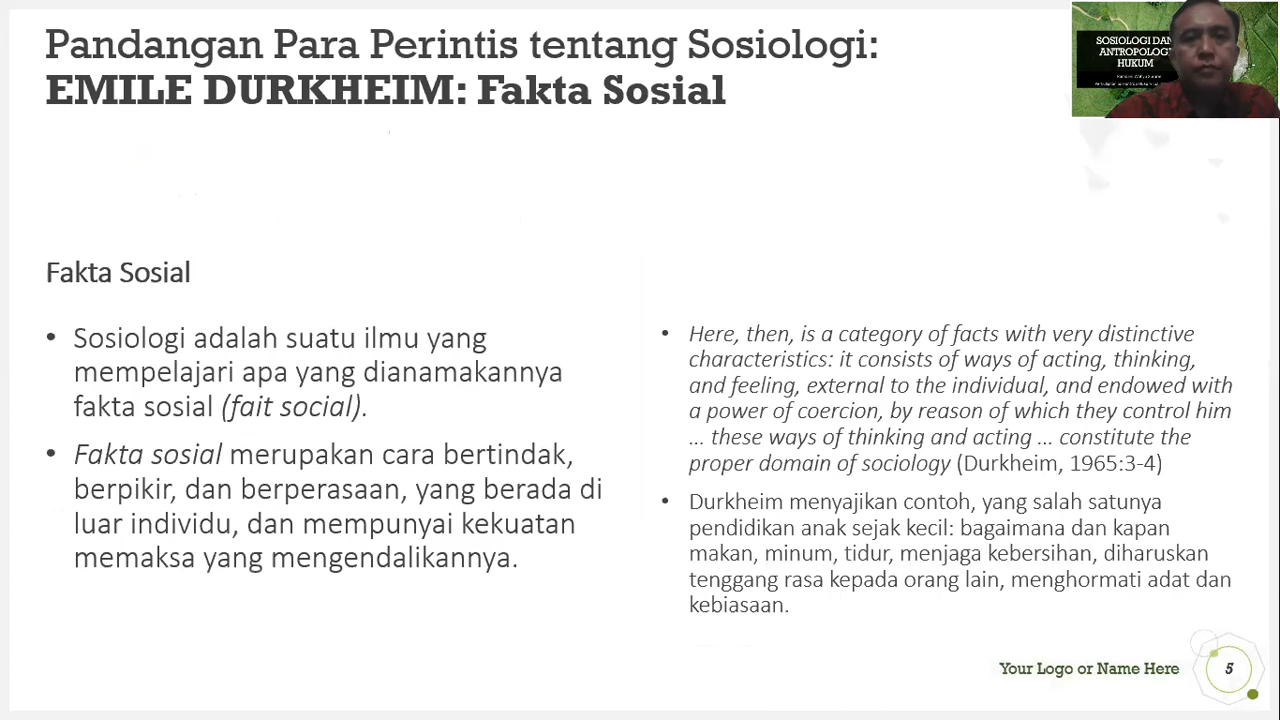 Pandangan Para Perintis tentang Sosiologi:
EMILE DURKHEIM: Fakta Sosial
SOSIOLOGI DAN
ANTROPOLOGI
HUKUM
Fakta Sosial
• Sosiologi adalah suatu ilmu yang
mempelajari apa yang dianamakannya
fakta sosial (fait social).
• Fakta sosial merupakan cara bertindak,
berpikir, dan berperasaan, yang berada di
luar individu, dan mempunyai kekuatan
memaksa yang mengendalikannya.
• Here, then, is a category of facts with very distinctive
characteristics: it consists of ways of acting, thinking,
and feeling, external to the individual, and endowed with
a power of coercion, by reason of which they control him
... these ways of thinking and acting ... constitute the
proper domain of sociology (Durkheim, 1965:3-4)
• Durkheim menyajikan contoh, yang salah satunya
pendidikan anak sejak kecil: bagaimana dan kapan
makan, minum, tidur, menjaga kebersihan, diharuskan
tenggang rasa kepada orang lain, menghormati adat dan
kebiasaan.
Your Logo or Name Here
5